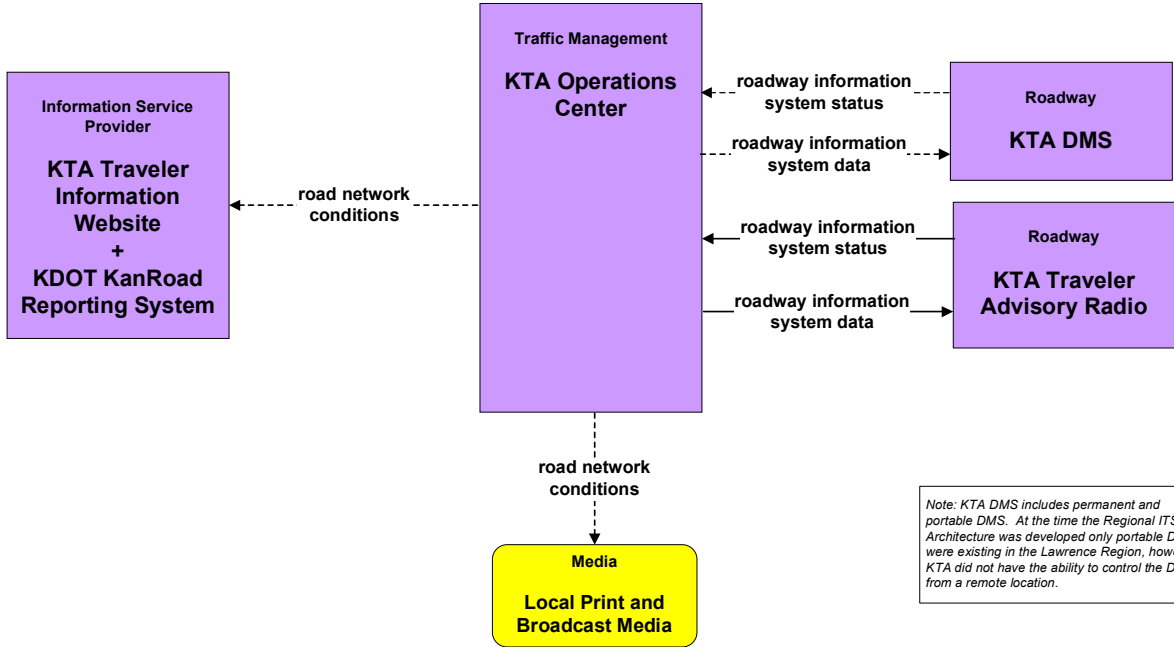 Traffic Management
KTA Operations
Center
Information Service
Provider
KTA Traveler
Information
Website
+
KDOT KanRoad
Reporting System
road network
conditions
roadway information
system status
roadway information
system data
Roadway
KTA DMS
roadway information
system status
roadway information
system data
Roadway
KTA Traveler
Advisory Radio
road network
conditions
Media
Local Print and
Broadcast Media
Note: KTA DMS includes permanent and
portable DMS. At the time the Regional ITS
Architecture was developed only portable
were existing in the Lawrence Region,
KTA did not have the ability to control the
from a remote location.